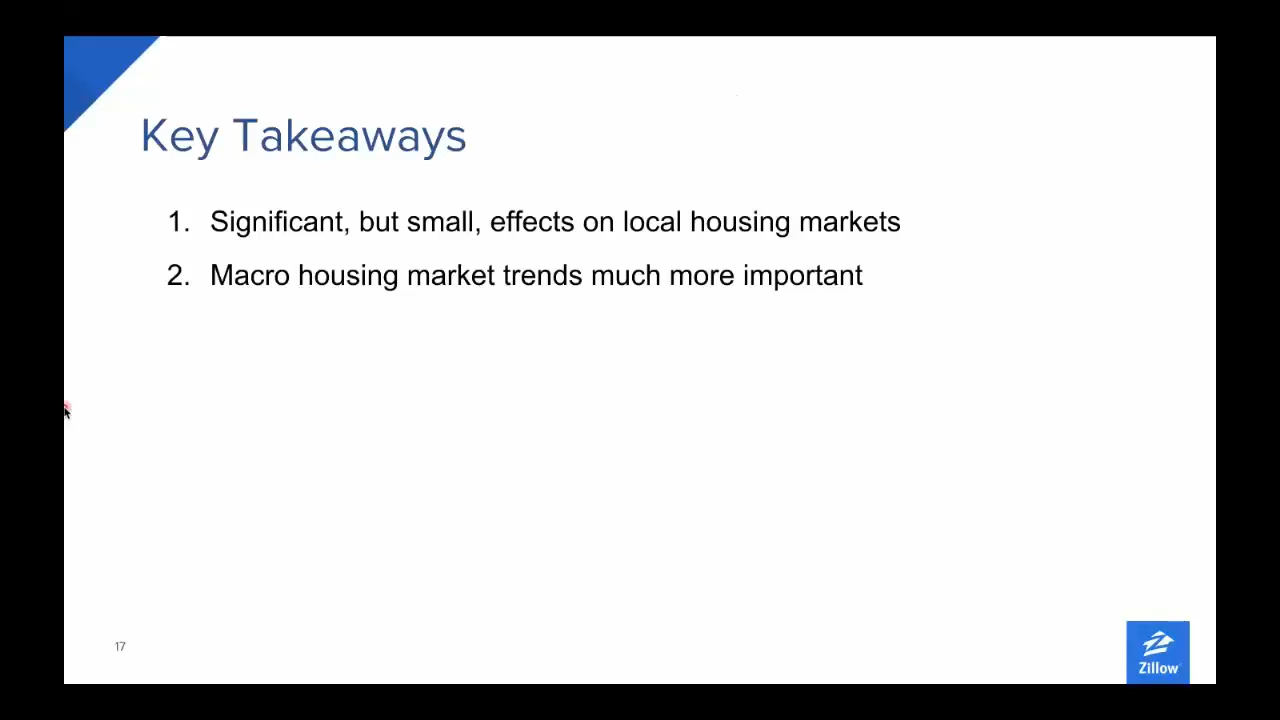 Key Takeaways
1. Significant, but small, effects on local housing markets
2. Macro housing market trends much more important
17
Zillow